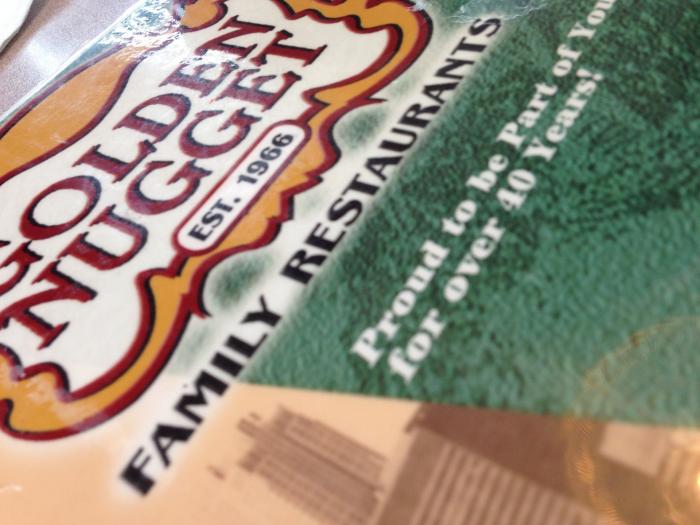 GOLDEN
NUGGET
EST. 1966
FAMILY RESTAURANTS
Proud to be Part of
for over 40 Years!